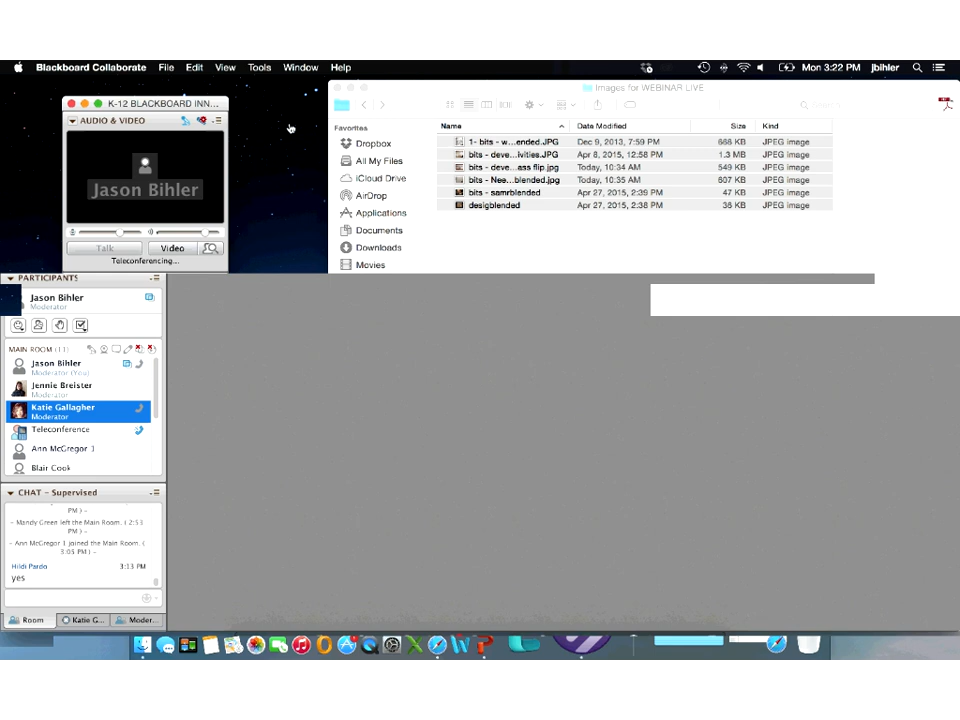 Blackboard Collaborate File Edit View Tools Window Help Mon 3:22 PM jbihler
K-12 BLACKBOARD INN...
AUDIO & VIDEO
Jason Bihler
Talk Video
Teleconferencing...
Images for WEBINAR LIVE
Favorites
Dropbox
All My Files
iCloud Drive
AirDrop
Applications
Documents
Downloads
Movies
Name Date Modified Size Kind
1- bits - w...ended.JPG Dec 9, 2013, 7:59 PM 666 KB JPEG image
bits - deve...ivities.JPG Apr 8, 2015, 12:58 PM 1.3 MB JPEG image
bits - deve...ass flip.jpg Today, 10:34 AM 549 KB JPEG image
bits - Nee...blended.jpg Today, 10:35 AM 607 KB JPEG image
bits - samrblended Apr 27, 2015, 2:39 PM 47 KB JPEG image
desigblended Apr 27, 2015, 2:38 PM 38 KB JPEG image
PARTICIPANTS
Jason Bihler
Moderator
MAIN ROOM (11)
Jason Bihler
Moderator (You)
Jennie Breister
Moderator
Katie Gallagher
Moderator
Teleconference
Ann McGregor 1
Blair Cook
CHAT - Supervised
PM ) -
- Mandy Green left the Main Room. ( 2:53
PM ) -
- Ann McGregor 1 joined the Main Room. (
3:05 PM ) -
Hildi Pardo 3:13 PM
yes
Room Katie G... Moder...